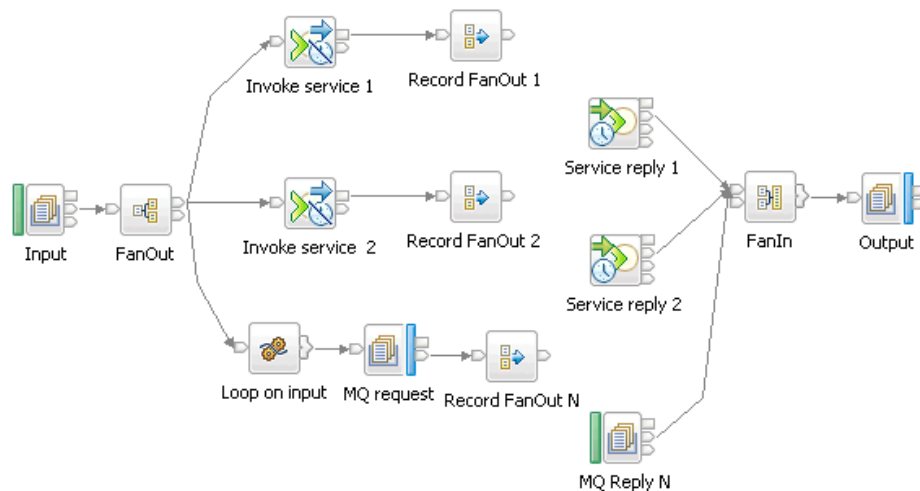 Invoke service 1
Record FanOut 1
Service reply 1
Input
FanOut
Invoke service  2
Record FanOut 2
FanIn
Output
Service reply 2
Loop on input
MQ request
Record FanOut N
MQ Reply N